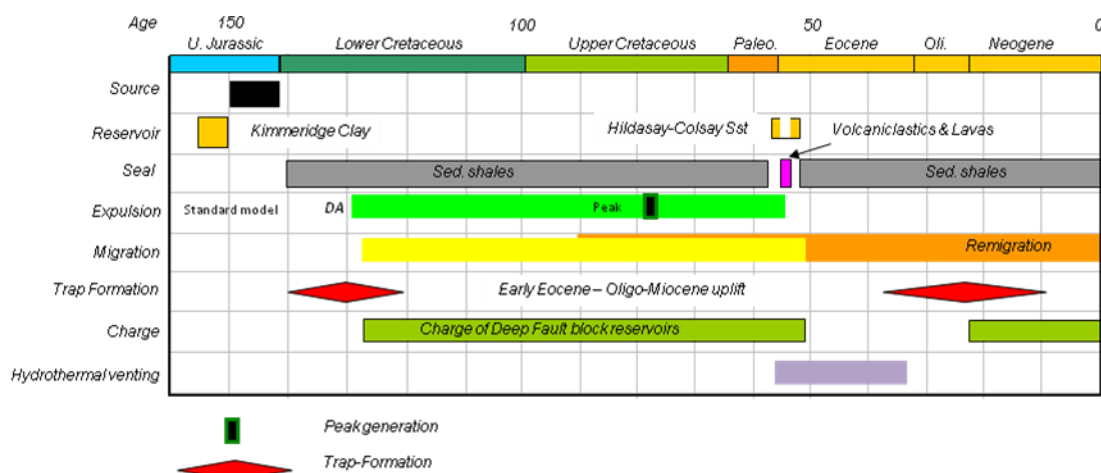 Age 150 100 50 0
U. Jurassic Lower Cretaceous Upper Cretaceous Paleo. Eocene Oli. Neogene
Source
Reservoir Kimmeridge Clay Hildasay-Colsay Sst Volcaniclastics & Lavas
Seal Sed. shales Sed. shales
Expulsion Standard model DA Peak
Migration Remigration
Trap Formation Early Eocene – Oligo-Miocene uplift
Charge Charge of Deep Fault block reservoirs
Hydrothermal venting
Peak generation
Trap-Formation